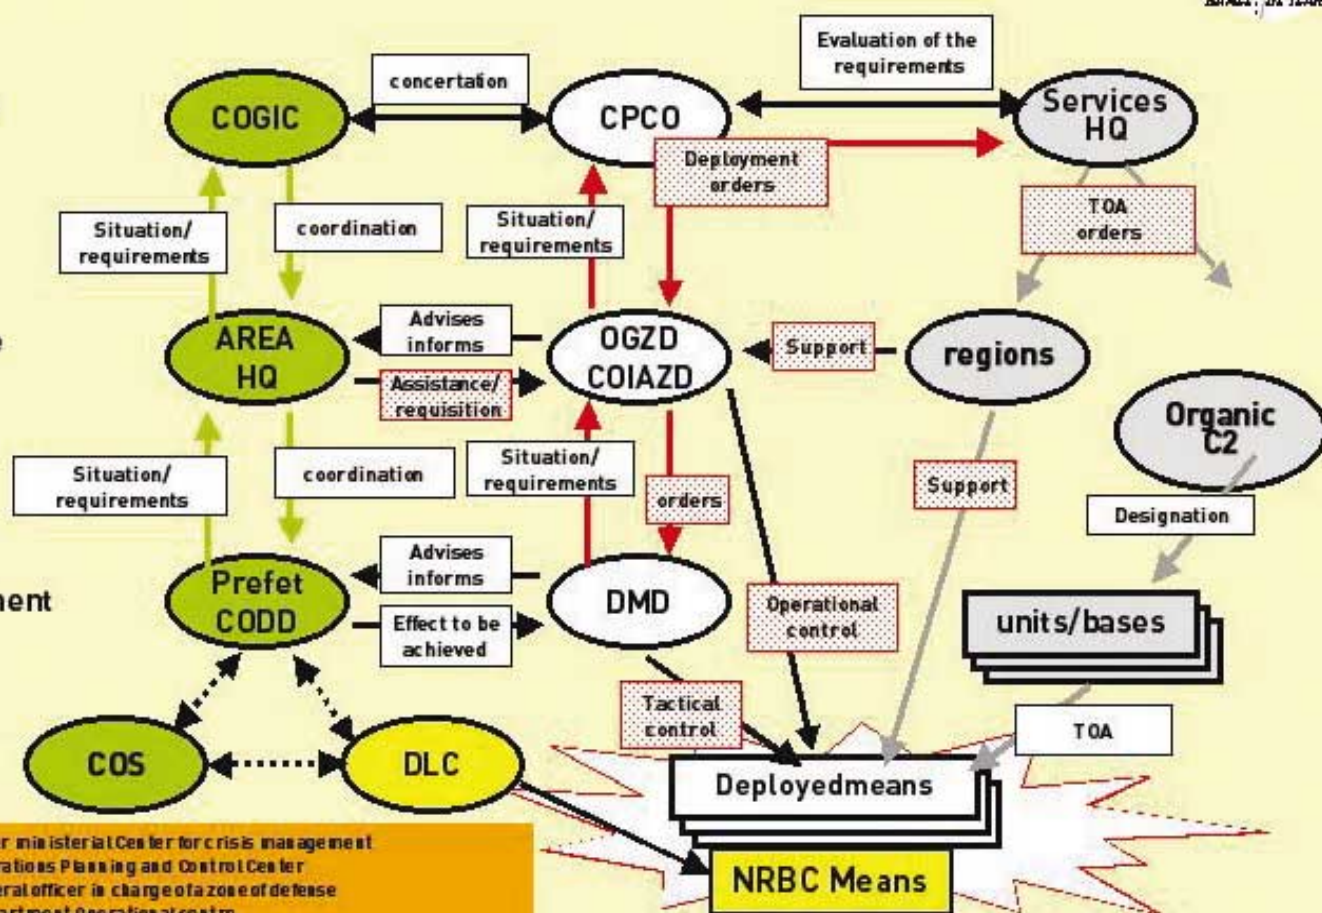 Evaluation of the
requirements
concertation
COGIC
CPCO
Services
HQ
Deployment
orders
Situation/
requirements
coordination
Situation/
requirements
TOA
orders
AREA
HQ
Advises
informs
Assistance/
requisition
OGZD
COIAZD
Support
regions
Organic
C2
Situation/
requirements
coordination
Situation/
requirements
orders
Support
Designation
Prefet
CODD
Advises
informs
Effect to be
achieved
DMD
Operational
control
units/bases
Tactical
control
TOA
COS
DLC
Deployedmeans
NRBC Means
ministerial Center for crisis management
Planning and Control Center
officer in charge of a zone of defense